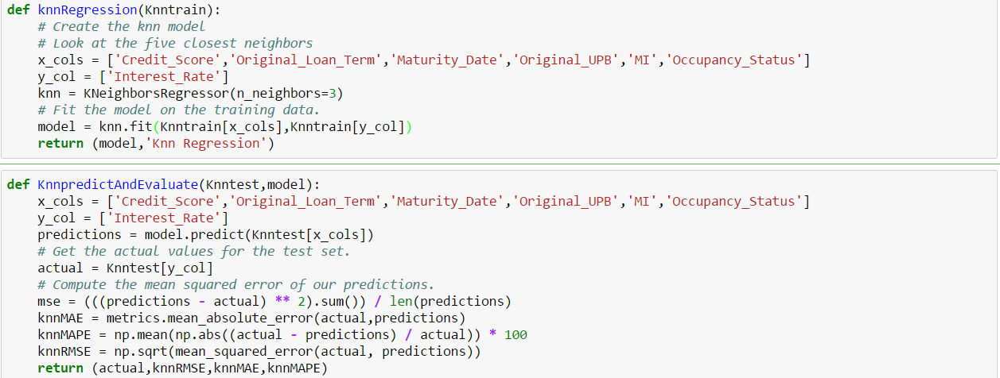 def knnRegression(Knntrain):
    # Create the knn model
    # Look at the five closest neighbors
    x_cols = ['Credit_Score','Original_Loan_Term','Maturity_Date','Original_UPB','MI','Occupancy_Status']
    y_col = ['Interest_Rate']
    knn = KNeighborsRegressor(n_neighbors=3)
    # Fit the model on the training data.
    model = knn.fit(Knntrain[x_cols],Knntrain[y_col])
    return (model,'Knn Regression')
def KnnpredictAndEvaluate(Knntest,model):
    x_cols = ['Credit_Score','Original_Loan_Term','Maturity_Date','Original_UPB','MI','Occupancy_Status']
    y_col = ['Interest_Rate']
    predictions = model.predict(Knntest[x_cols])
    # Get the actual values for the test set.
    actual = Knntest[y_col]
    # Compute the mean squared error of our predictions.
    mse = (((predictions - actual) ** 2).sum()) / len(predictions)
    knnMAE = metrics.mean_absolute_error(actual,predictions)
    knnMAPE = np.mean(np.abs((actual - predictions) / actual)) * 100
    knnRMSE = np.sqrt(mean_squared_error(actual, predictions))
    return (actual,knnRMSE,knnMAE,knnMAPE)